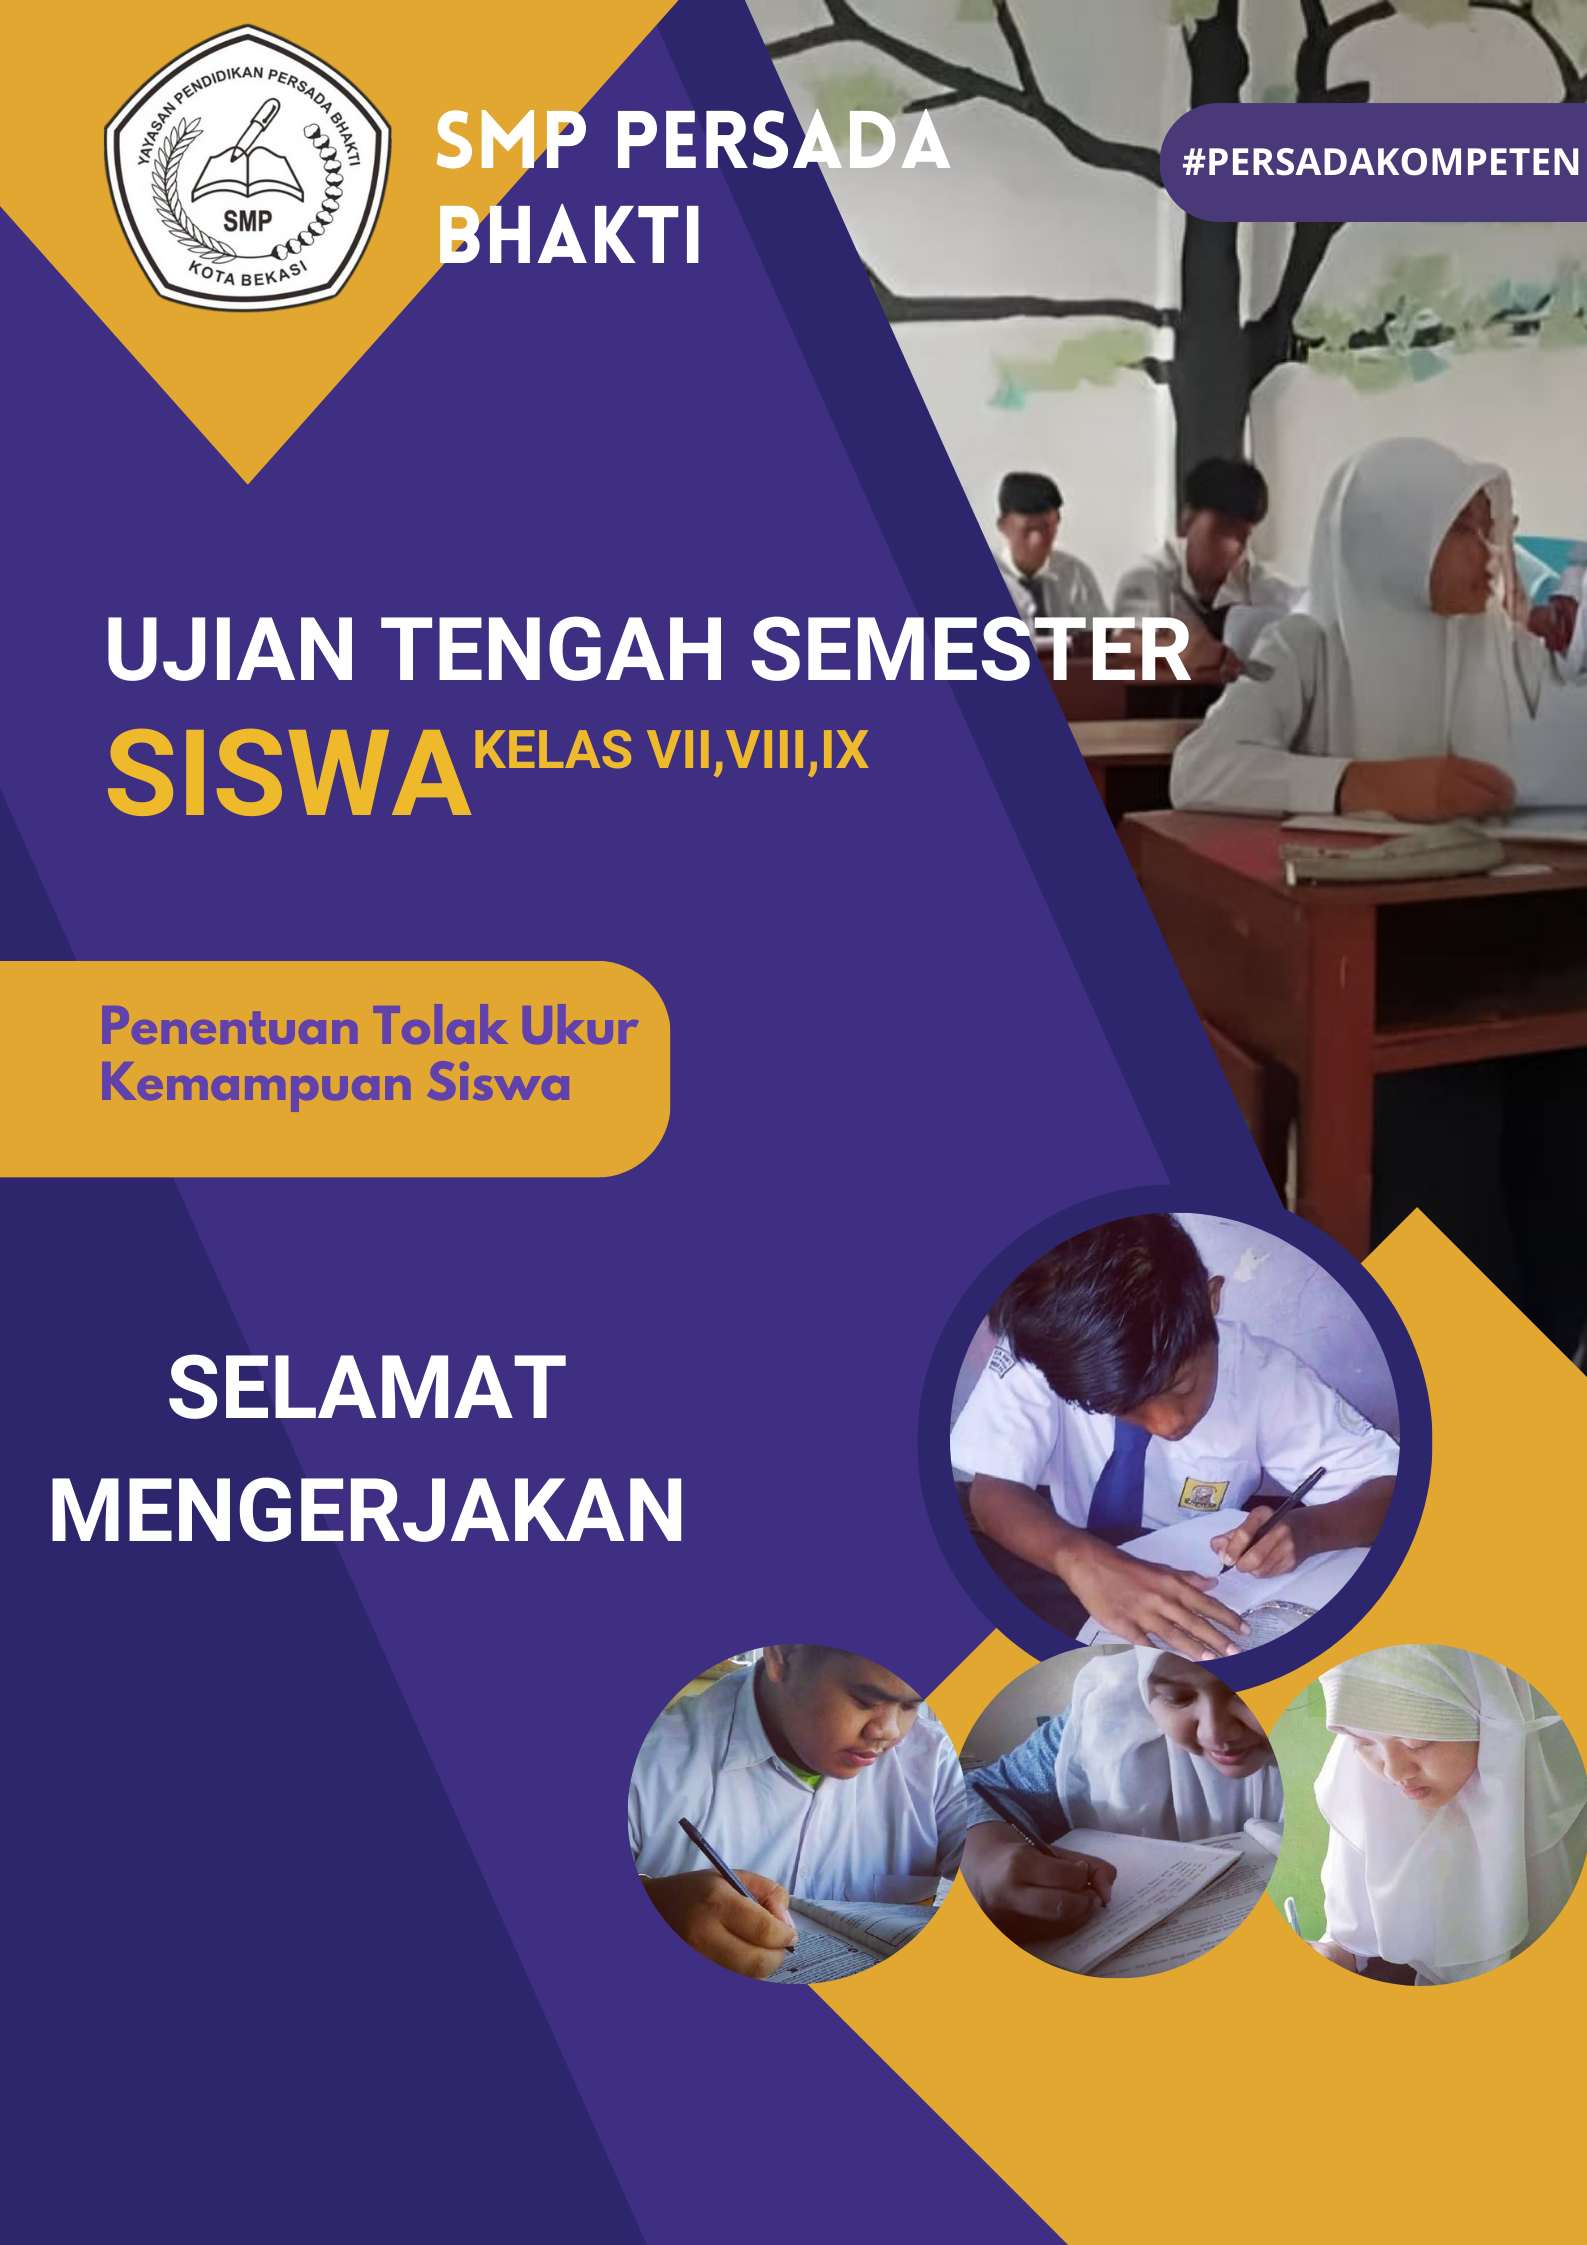 YAYASAN PENDIDIKAN PERSADA BHAKTI
SMP
KOTA BEKASI
SMP PERSADA
BHAKTI
#PERSADAKOMPETEN
UJIAN TENGAH SEMESTER
SISWA KELAS VII,VIII,IX
Penentuan Tolak Ukur
Kemampuan Siswa
SELAMAT
MENGERJAKAN